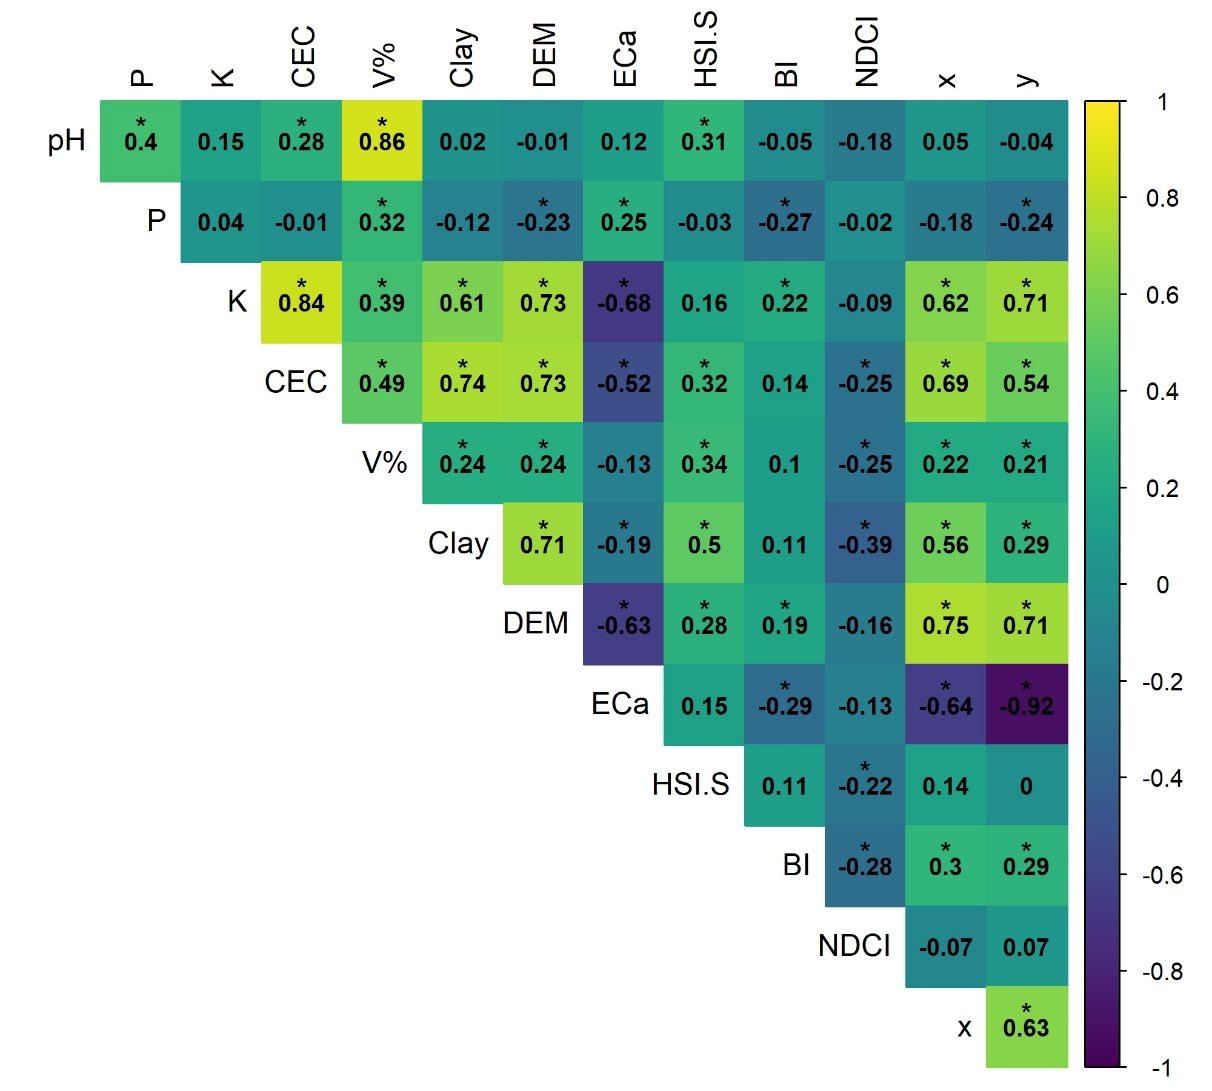 P K CEC V% Clay DEM ECa HSI.S BI NDCI x y
* * * *
pH 0.4 0.15 0.28 0.86 0.02 -0.01 0.12 0.31 -0.05 -0.18 0.05 -0.04
* * * * *
P 0.04 -0.01 0.32 -0.12 -0.23 0.25 -0.03 -0.27 -0.02 -0.18 -0.24
* * * * * * * *
K 0.84 0.39 0.61 0.73 -0.68 0.16 0.22 -0.09 0.62 0.71
* * * * * * * *
CEC 0.49 0.74 0.73 -0.52 0.32 0.14 -0.25 0.69 0.54
* * * * * *
V% 0.24 0.24 -0.13 0.34 0.1 -0.25 0.22 0.21
* * * * * *
Clay 0.71 -0.19 0.5 0.11 -0.39 0.56 0.29
* * * * *
DEM -0.63 0.28 0.19 -0.16 0.75 0.71
* * *
ECa 0.15 -0.29 -0.13 -0.64 -0.92
*
HSI.S 0.11 -0.22 0.14 0
* * *
BI -0.28 0.3 0.29
NDCI -0.07 0.07
*
x 0.63
1
0.8
0.6
0.4
0.2
0
-0.2
-0.4
-0.6
-0.8
-1